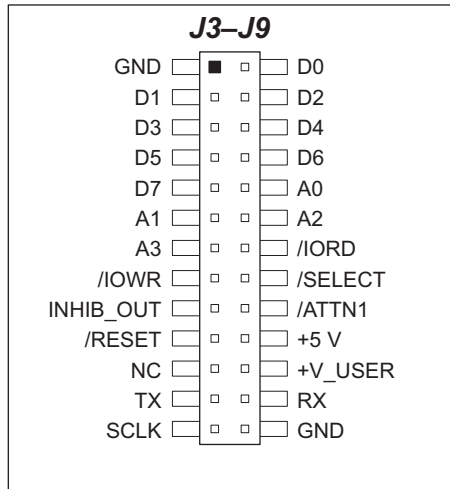 J3–J9
GND D0
D1 D2
D3 D4
D5 D6
D7 A0
A1 A2
A3 /IORD
/IOWR /SELECT
INHIB_OUT /ATTN1
/RESET +5 V
NC +V_USER
TX RX
SCLK GND